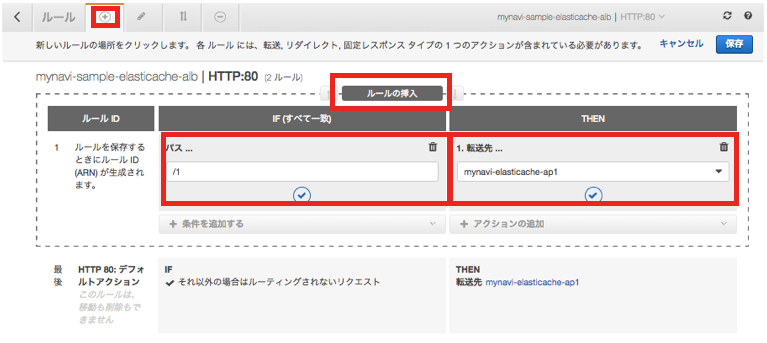 ルール
mynavi-sample-elasticache-alb | HTTP:80
新しいルールの場所をクリックします。各 ルール には、転送, リダイレクト, 固定レスポンス タイプの 1 つのアクションが含まれている必要があります。 キャンセル 保存
mynavi-sample-elasticache-alb | HTTP:80 (2 ルール)
ルールの挿入
ルール ID IF (すべて一致) THEN
1 ルールを保存するときにルール ID (ARN) が生成されます。
パス ...
/1
条件を追加する
1. 転送先 ...
mynavi-elasticache-ap1
アクションの追加
最後
HTTP 80: デフォルトアクション
このルールは、移動も削除もできません
IF
それ以外の場合はルーティングされないリクエスト
THEN
転送先 mynavi-elasticache-ap1